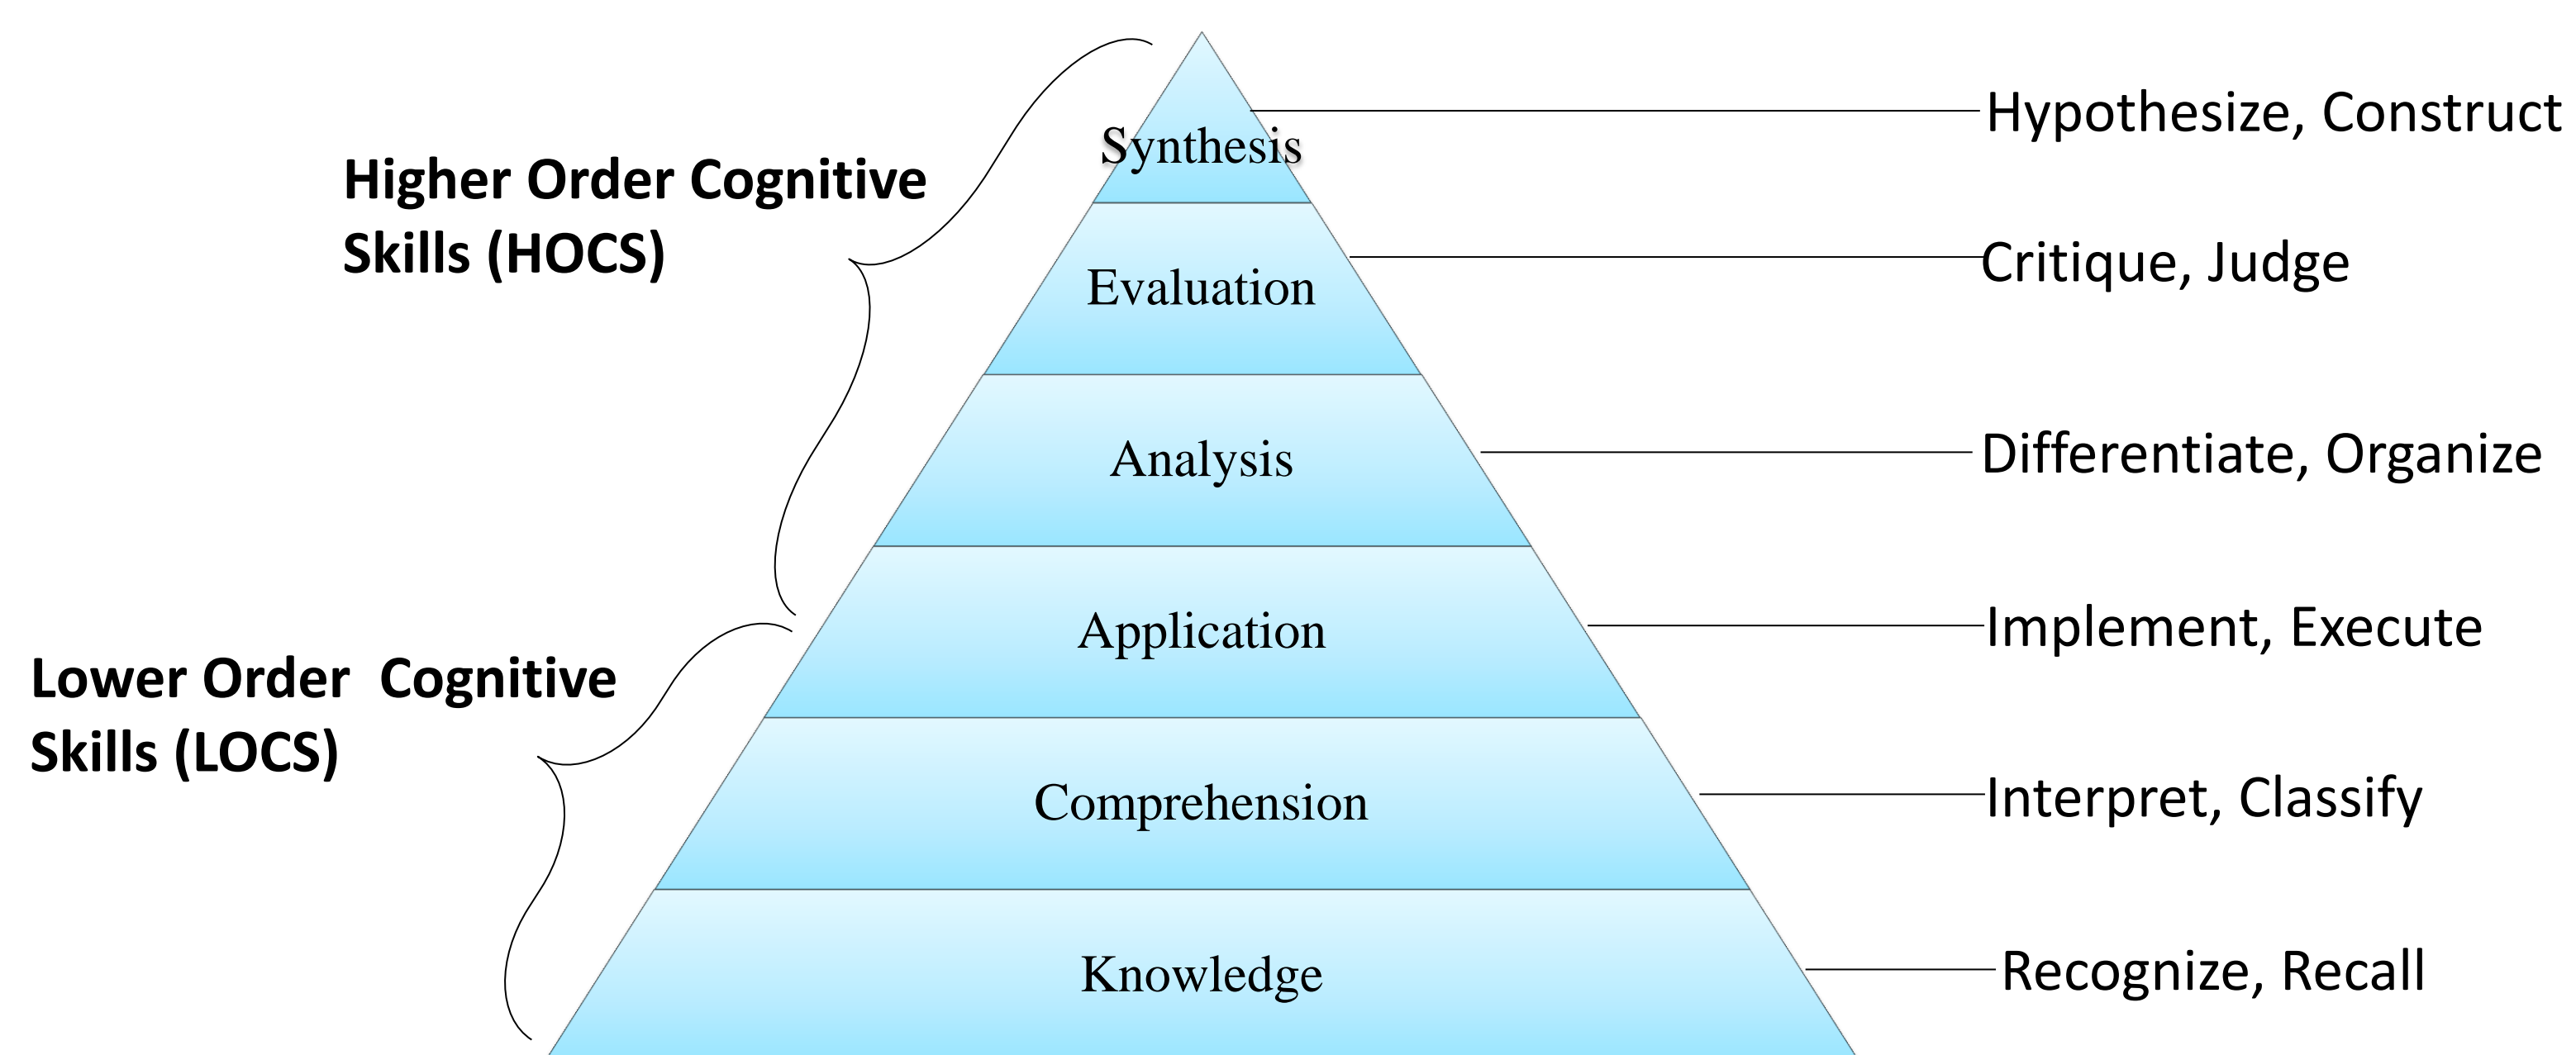 Hypothesize, Construct
Synthesis
Higher Order Cognitive
Skills (HOCS)
Critique, Judge
Evaluation
Differentiate, Organize
Analysis
Implement, Execute
Application
Lower Order  Cognitive
Skills (LOCS)
Interpret, Classify
Comprehension
Recognize, Recall
Knowledge